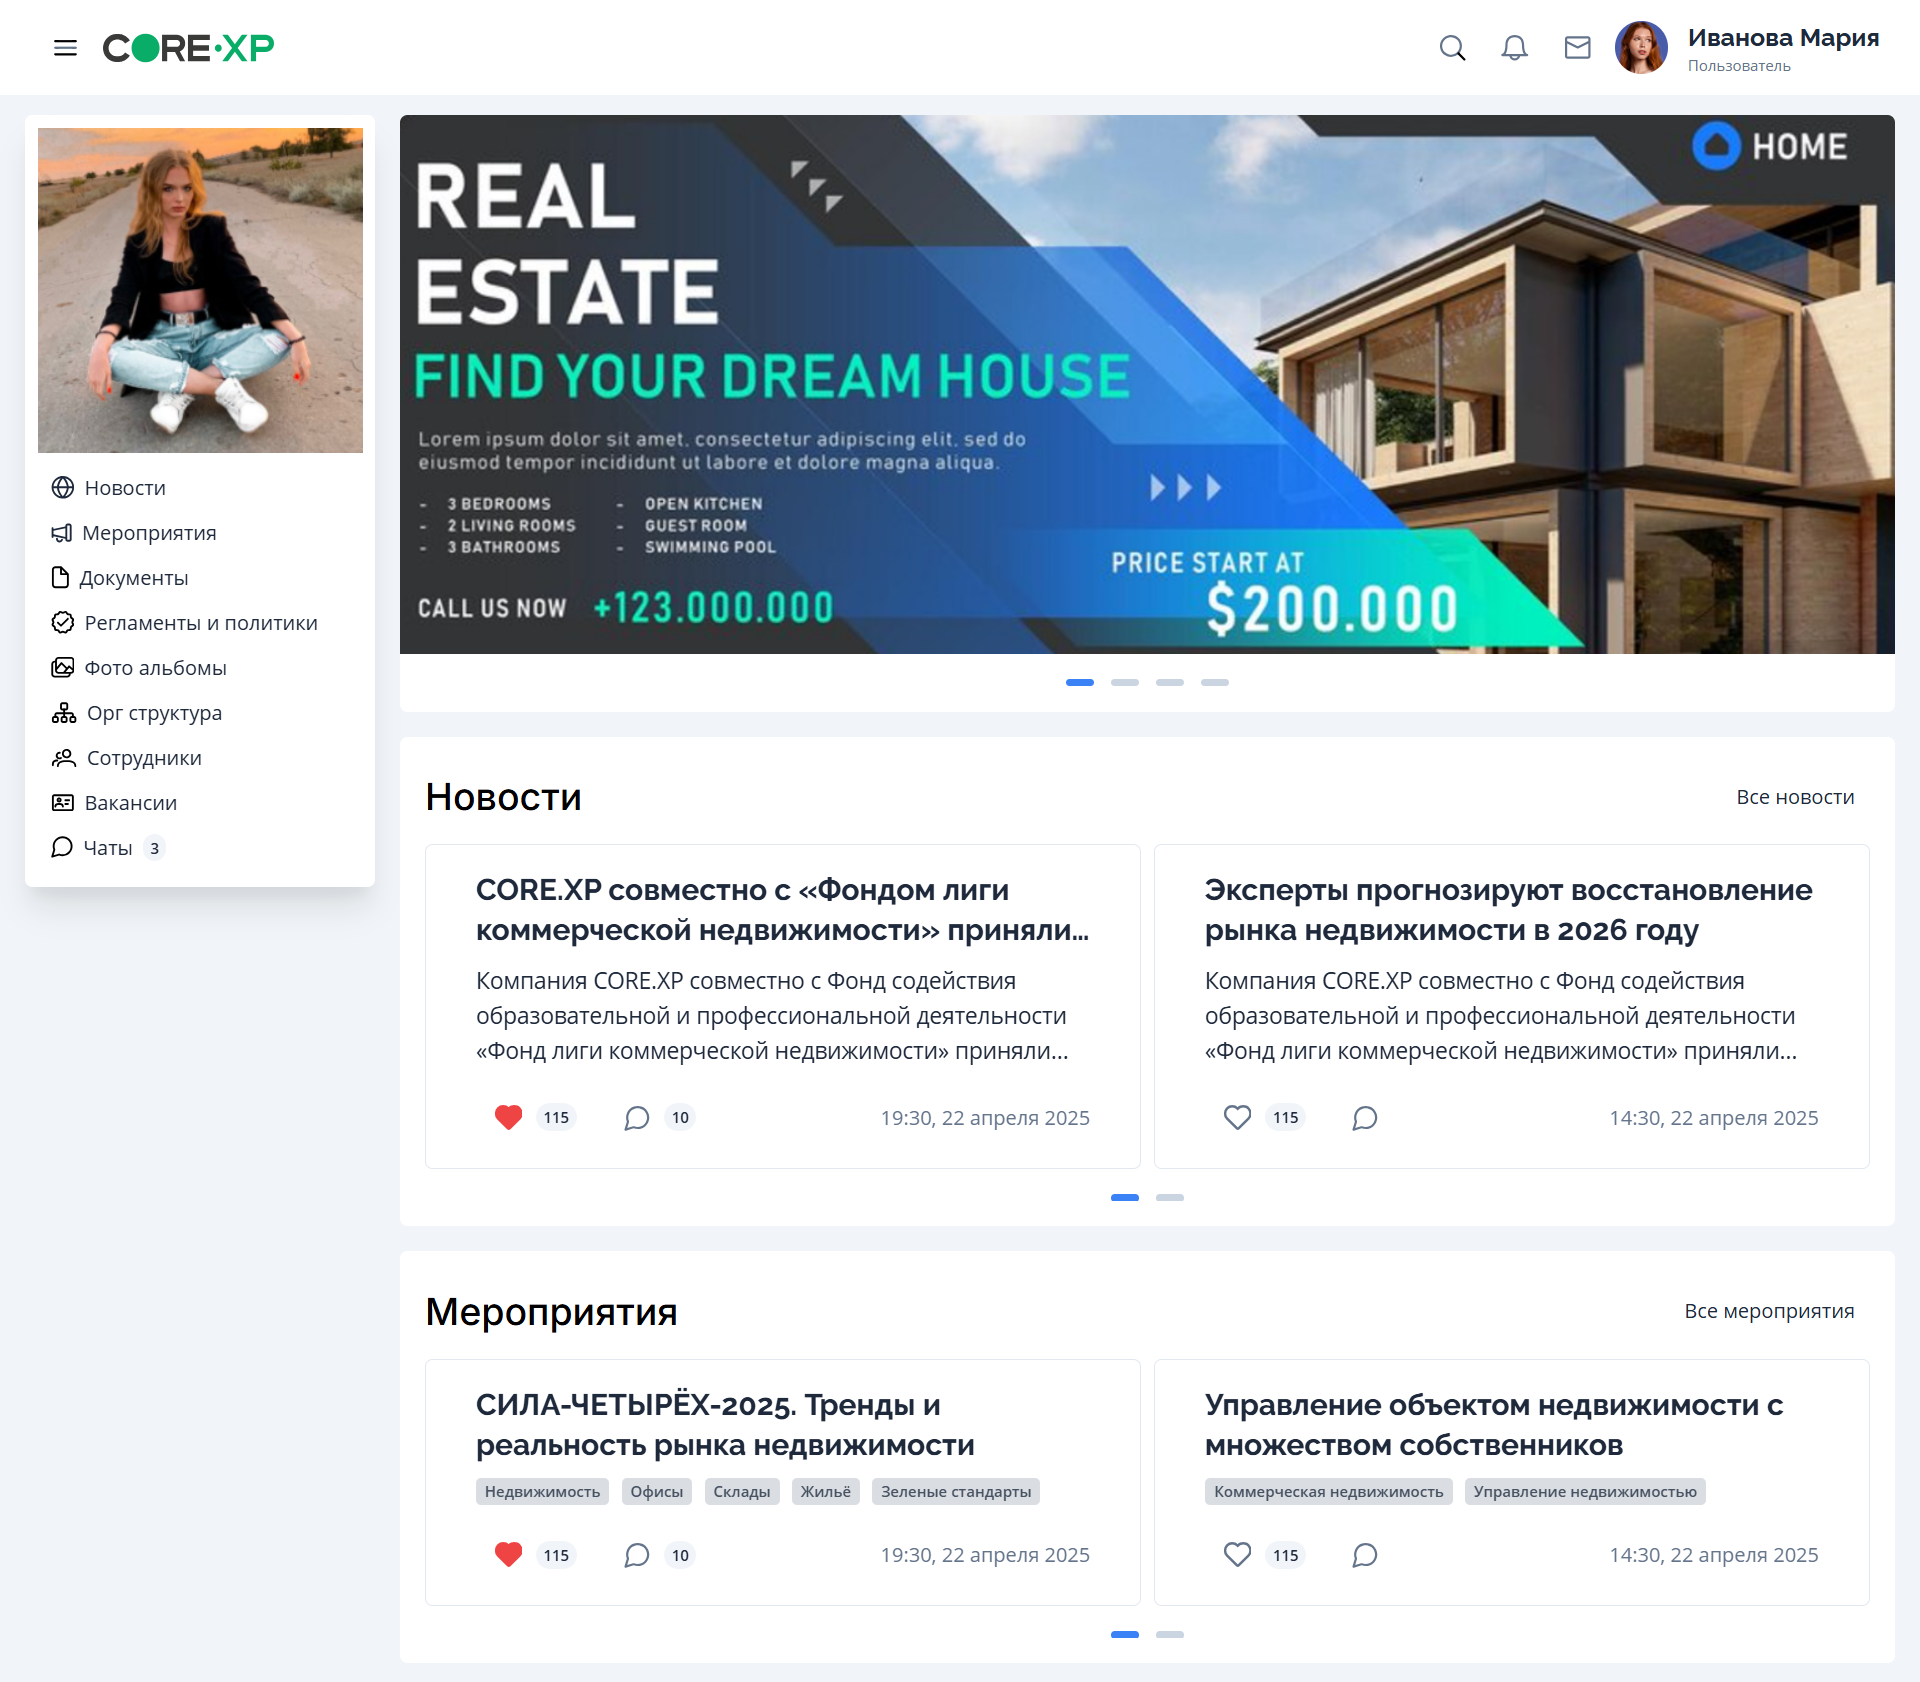 CORE·XP
Иванова Мария
Пользователь
Новости
Мероприятия
Документы
Регламенты и политики
Фото альбомы
Орг структура
Сотрудники
Вакансии
Чаты 3
HOME
REAL
ESTATE
FIND YOUR DREAM HOUSE
Lorem ipsum dolor sit amet, consectetur adipiscing elit, sed do
eiusmod tempor incididunt ut labore et dolore magna aliqua.
- 3 BEDROOMS - OPEN KITCHEN
- 2 LIVING ROOMS - GUEST ROOM
- 3 BATHROOMS - SWIMMING POOL
CALL US NOW +123.000.000
PRICE START AT
$200.000
Новости
Все новости
CORE.XP совместно с «Фондом лиги
коммерческой недвижимости» приняли...
Компания CORE.XP совместно с Фонд содействия
образовательной и профессиональной деятельности
«Фонд лиги коммерческой недвижимости» приняли...
115 10 19:30, 22 апреля 2025
Эксперты прогнозируют восстановление
рынка недвижимости в 2026 году
Компания CORE.XP совместно с Фонд содействия
образовательной и профессиональной деятельности
«Фонд лиги коммерческой недвижимости» приняли...
115 14:30, 22 апреля 2025
Мероприятия
Все мероприятия
СИЛА-ЧЕТЫРЁХ-2025. Тренды и
реальность рынка недвижимости
Недвижимость Офисы Склады Жильё Зеленые стандарты
115 10 19:30, 22 апреля 2025
Управление объектом недвижимости с
множеством собственников
Коммерческая недвижимость Управление недвижимостью
115 14:30, 22 апреля 2025